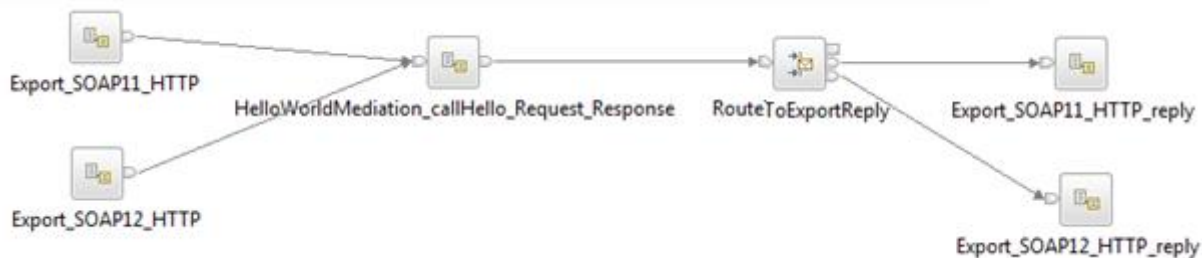 Export_SOAP11_HTTP
HelloWorldMediation_callHello_Request_Response
RouteToExportReply
Export_SOAP11_HTTP_reply
Export_SOAP12_HTTP
Export_SOAP12_HTTP_reply